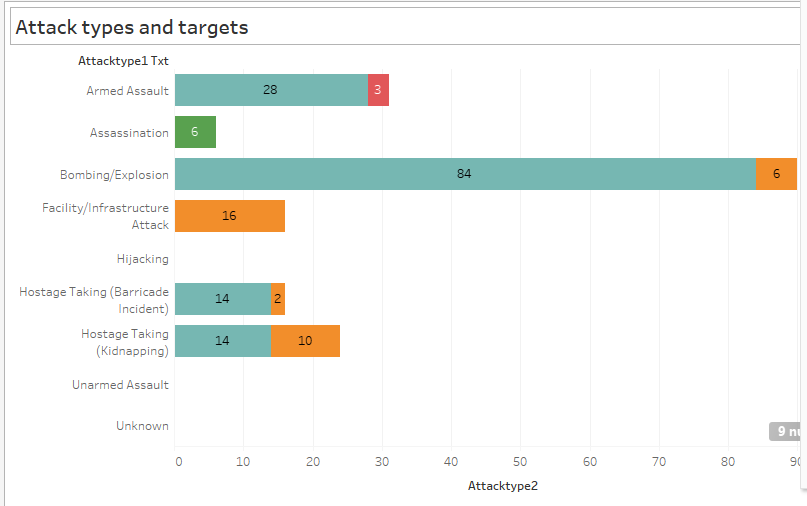 Attack types and targets
Attacktype1 Txt
Armed Assault
28
3
Assassination
6
Bombing/Explosion
84
6
Facility/Infrastructure
Attack
16
Hijacking
Hostage Taking (Barricade
Incident)
14
2
Hostage Taking
(Kidnapping)
14
10
Unarmed Assault
Unknown
9
0 10 20 30 40 50 60 70 80
Attacktype2